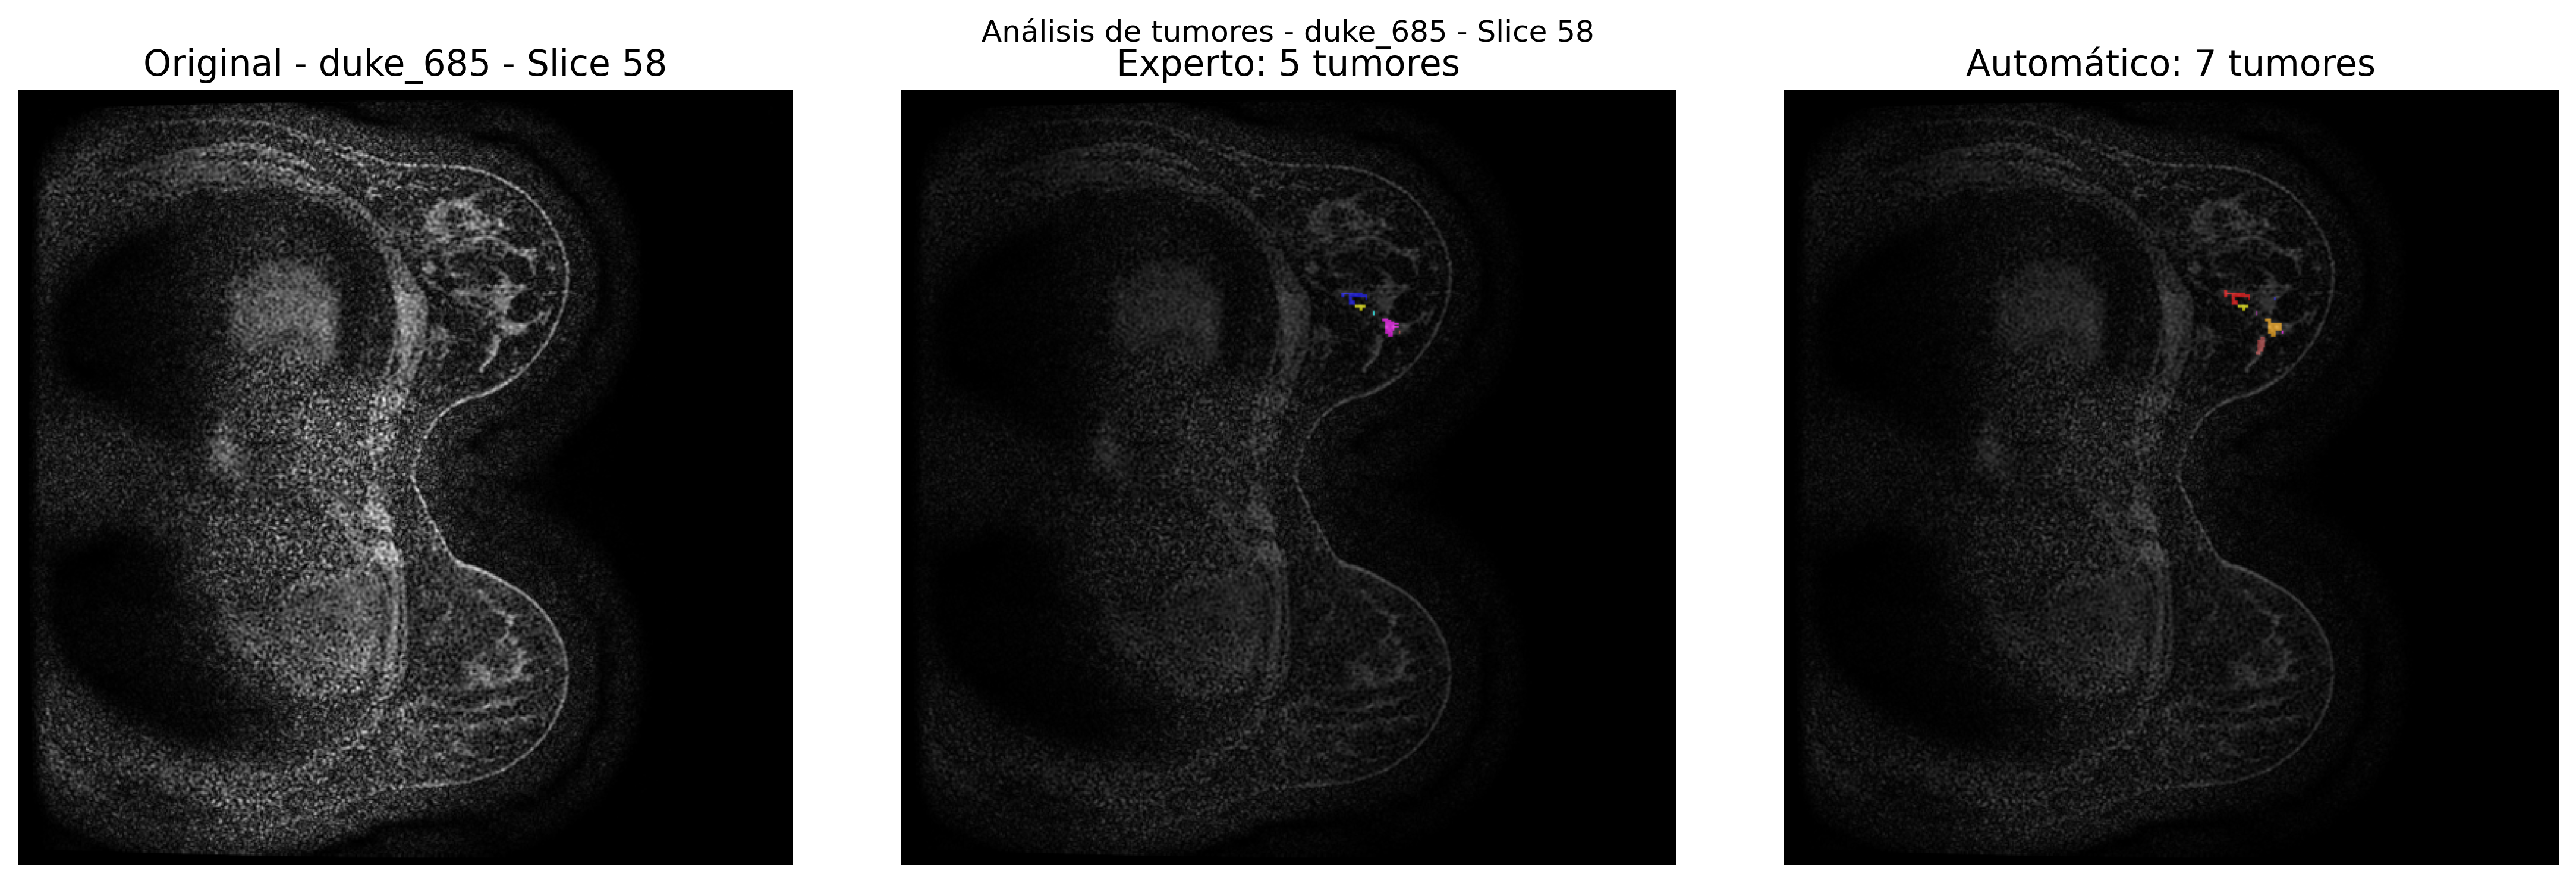 Análisis de tumores - duke_685 - Slice 58
Original - duke_685 - Slice 58
Experto: 5 tumores
Automático: 7 tumores